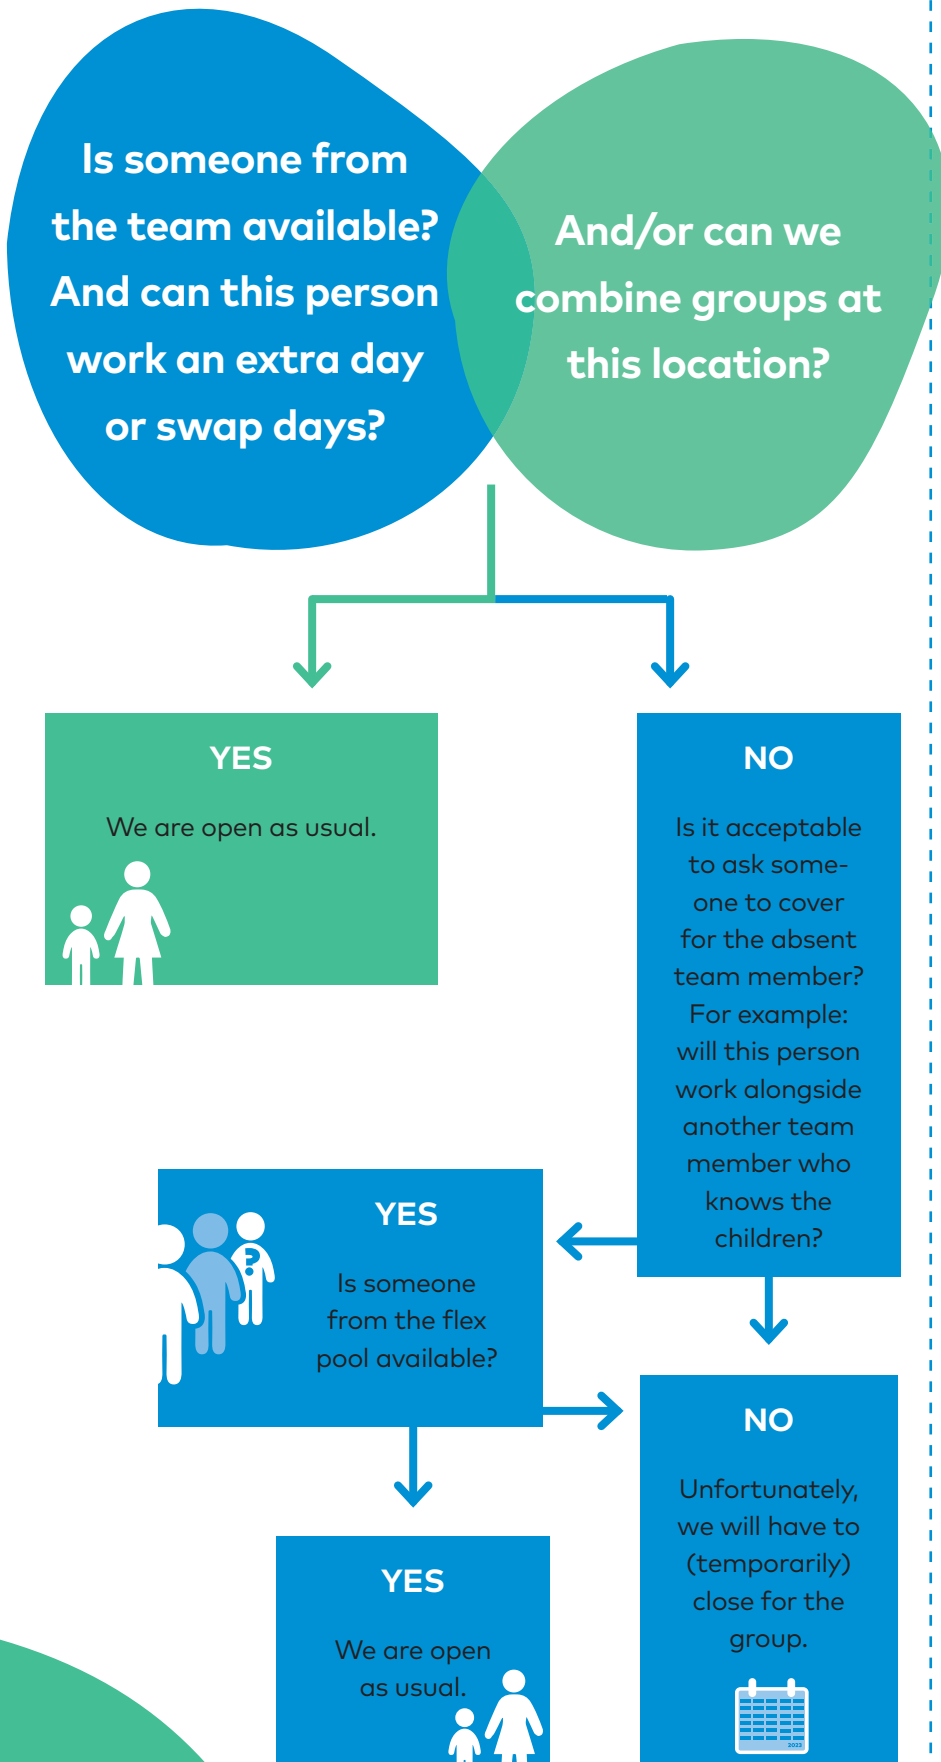 Is someone from
the team available?
And can this person
work an extra day
or swap days?
And/or can we
combine groups at
this location?
YES
We are open as usual.
NO
Is it acceptable
to ask some-
one to cover
for the absent
team member?
For example:
will this person
work alongside
another team
member who
knows the
children?
YES
Is someone
from the flex
pool available?
?
NO
Unfortunately,
we will have to
(temporarily)
close for the
group.
2023
YES
We are open
as usual.